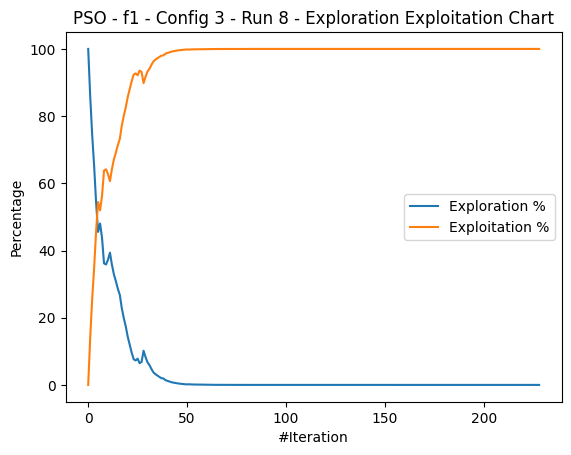 PSO - f1 - Config 3 - Run 8 - Exploration Exploitation Chart
100
80
60
40
20
0
Percentage
Exploration %
Exploitation %
0
50
100
150
200
#Iteration